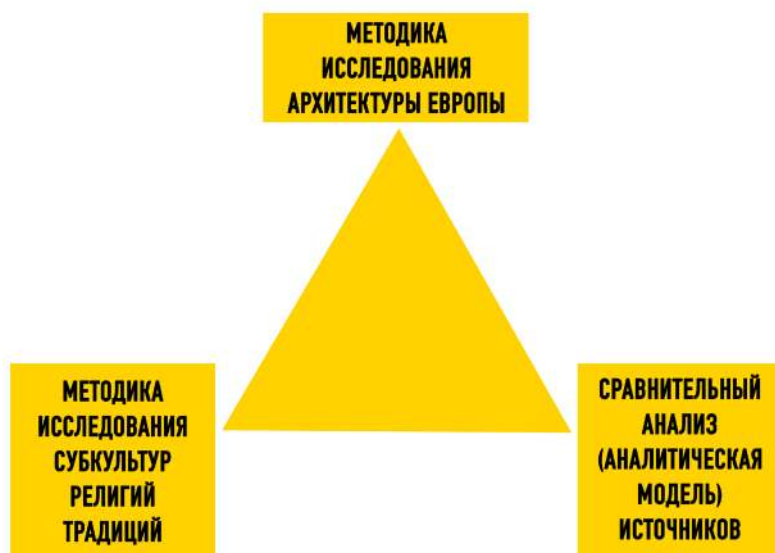 МЕТОДИКА
ИССЛЕДОВАНИЯ
АРХИТЕКТУРЫ ЕВРОПЫ
МЕТОДИКА
ИССЛЕДОВАНИЯ
СУБКУЛЬТУР
РЕЛИГИЙ
ТРАДИЦИЙ
СРАВНИТЕЛЬНЫЙ
АНАЛИЗ
(АНАЛИТИЧЕСКАЯ
МОДЕЛЬ)
ИСТОЧНИКОВ